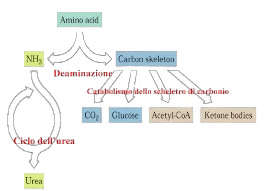 Amino acid
NH3 Carbon skeleton
Deaminazione
Catabolismo dello scheletro di carbonio
CO2 Glucose Acetyl-CoA Ketone bodies
Ciclo dell'urea
Urea